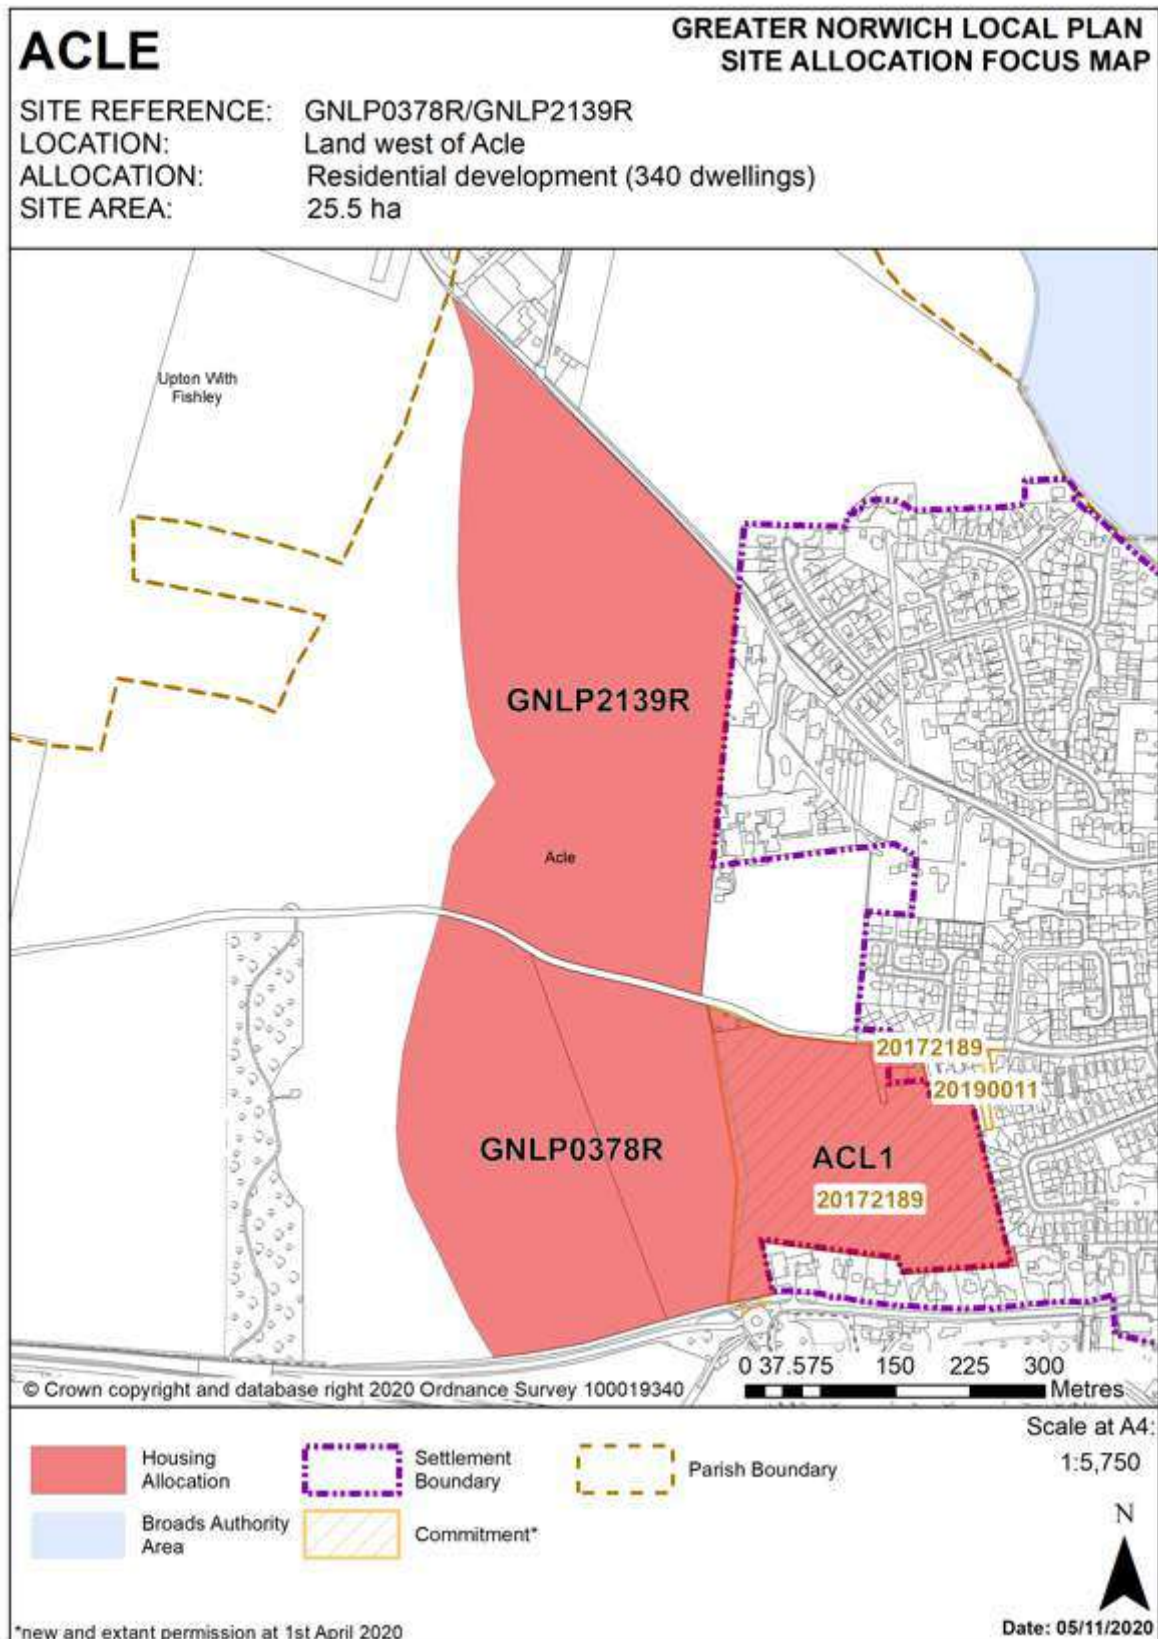 ACLE
GREATER NORWICH LOCAL PLAN
SITE ALLOCATION FOCUS MAP
SITE REFERENCE: GNLP0378R/GNLP2139R
LOCATION: Land west of Acle
ALLOCATION: Residential development (340 dwellings)
SITE AREA: 25.5 ha
Upton With
Fishley
GNLP2139R
Acle
20172189
20190011
GNLP0378R
ACL1
20172189
0 37.575 150 225 300
Metres
© Crown copyright and database right 2020 Ordnance Survey 100019340
Housing
Allocation
Settlement
Boundary
Parish Boundary
Scale at A4:
1:5,750
Broads Authority
Area
Commitment*
N
*new and extant permission at 1st April 2020
Date: 05/11/2020